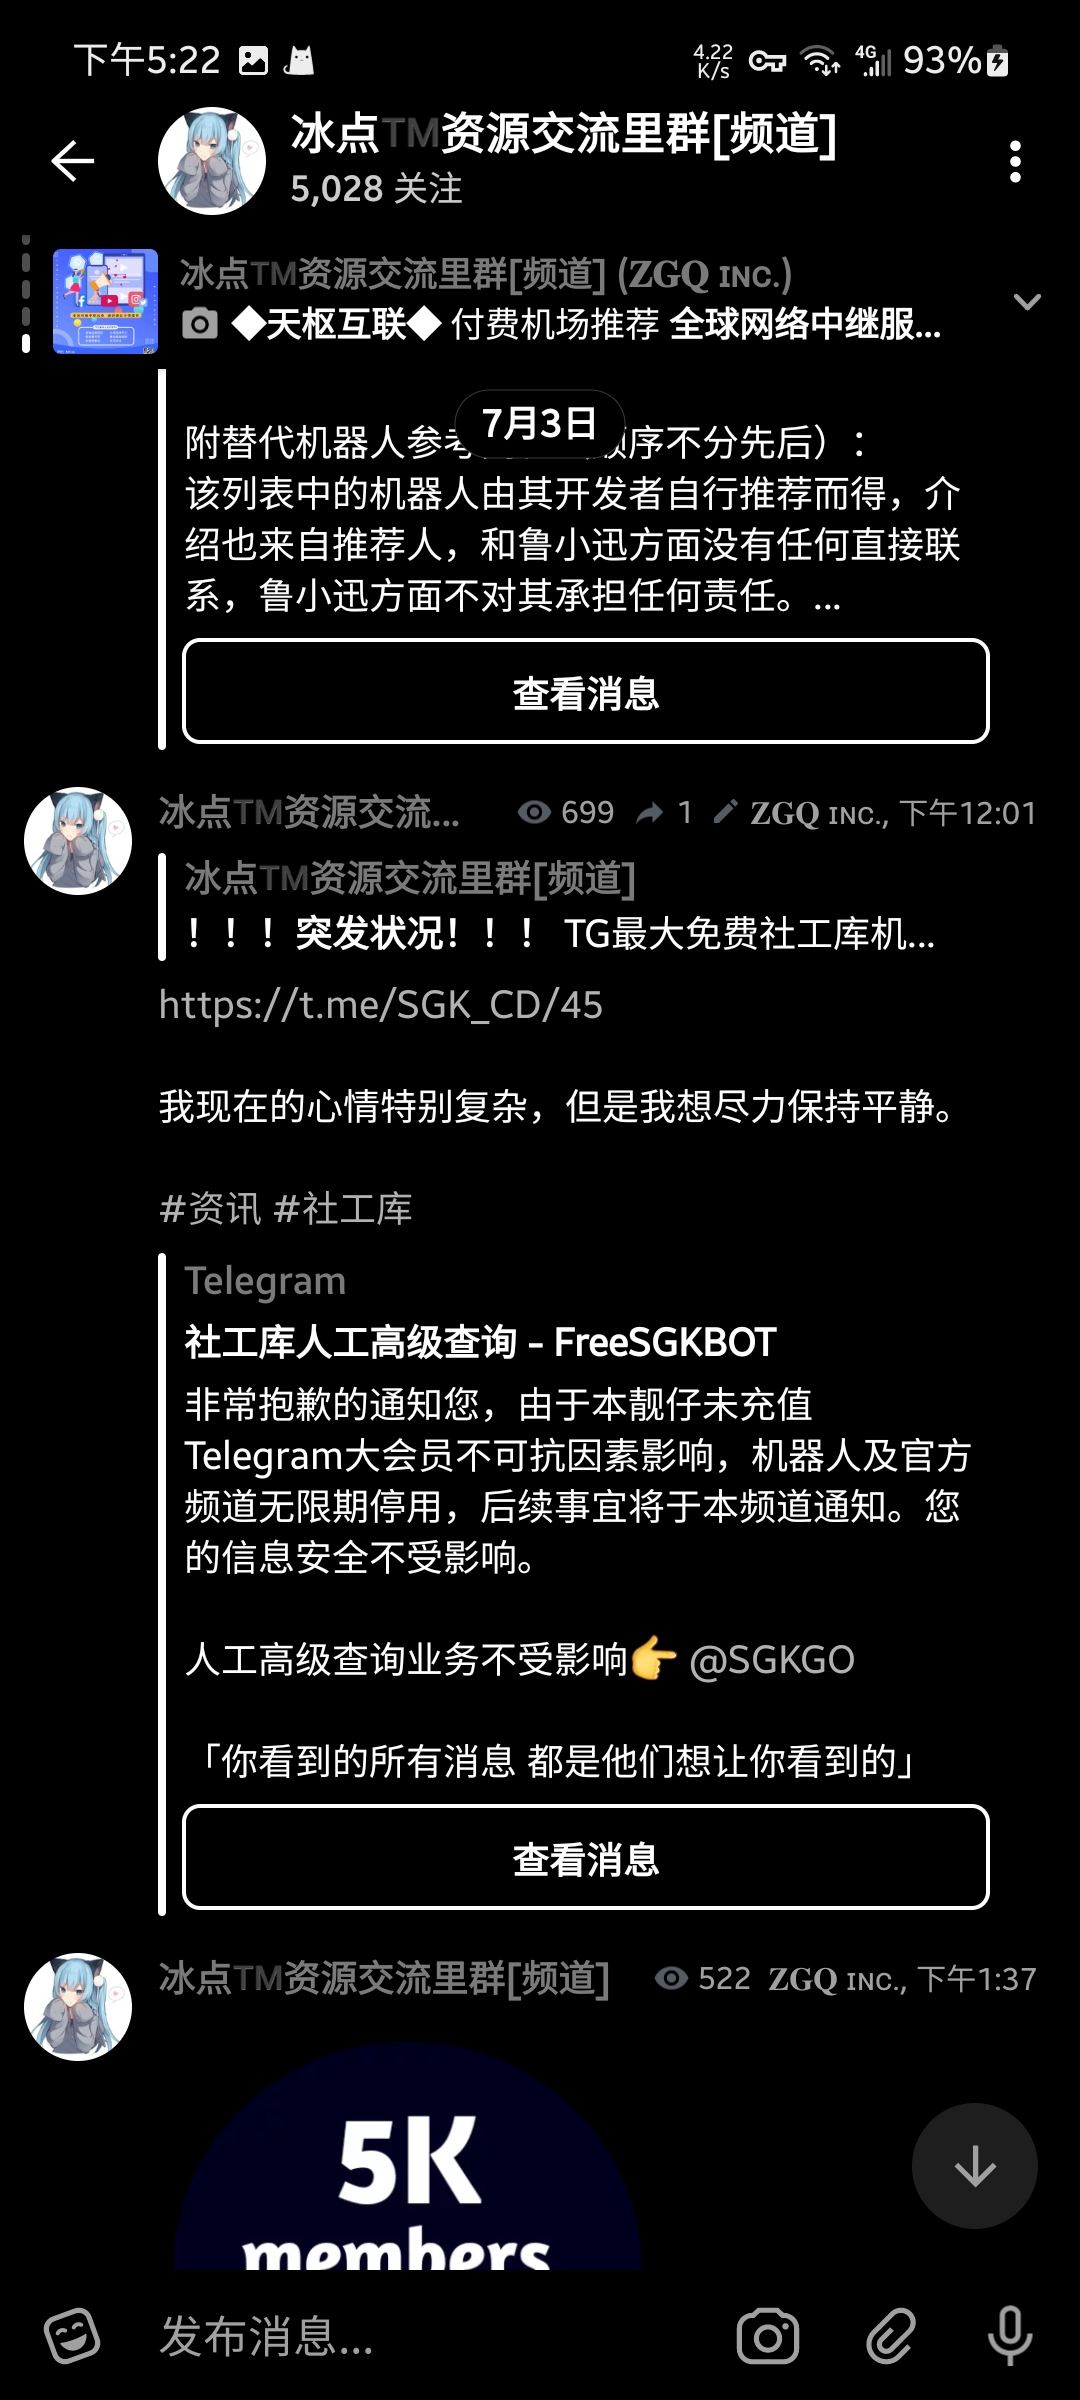 下午5:22
4.22 K/s
4G
93%
冰点TM资源交流里群[频道]
5,028 关注
冰点TM资源交流里群[频道] (ZGQ INC.)
◆天枢互联◆ 付费机场推荐 全球网络中继服...
7月3日
附替代机器人参 序不分先后）：
该列表中的机器人由其开发者自行推荐而得，介
绍也来自推荐人，和鲁小迅方面没有任何直接联
系，鲁小迅方面不对其承担任何责任。...
查看消息
冰点TM资源交流... 699 1 ZGQ INC., 下午12:01
冰点TM资源交流里群[频道]
！！！突发状况！！！ TG最大免费社工库机...
https://t.me/SGK_CD/45
我现在的心情特别复杂，但是我想尽力保持平静。
#资讯 #社工库
Telegram
社工库人工高级查询 – FreeSGKBOT
非常抱歉的通知您，由于本靓仔未充值
Telegram大会员不可抗因素影响，机器人及官方
频道无限期停用，后续事宜将于本频道通知。您
的信息安全不受影响。
人工高级查询业务不受影响👉 @SGKGO
「你看到的所有消息 都是他们想让你看到的」
查看消息
冰点TM资源交流里群[频道] 522 ZGQ INC., 下午1:37
5K
members
发布消息...